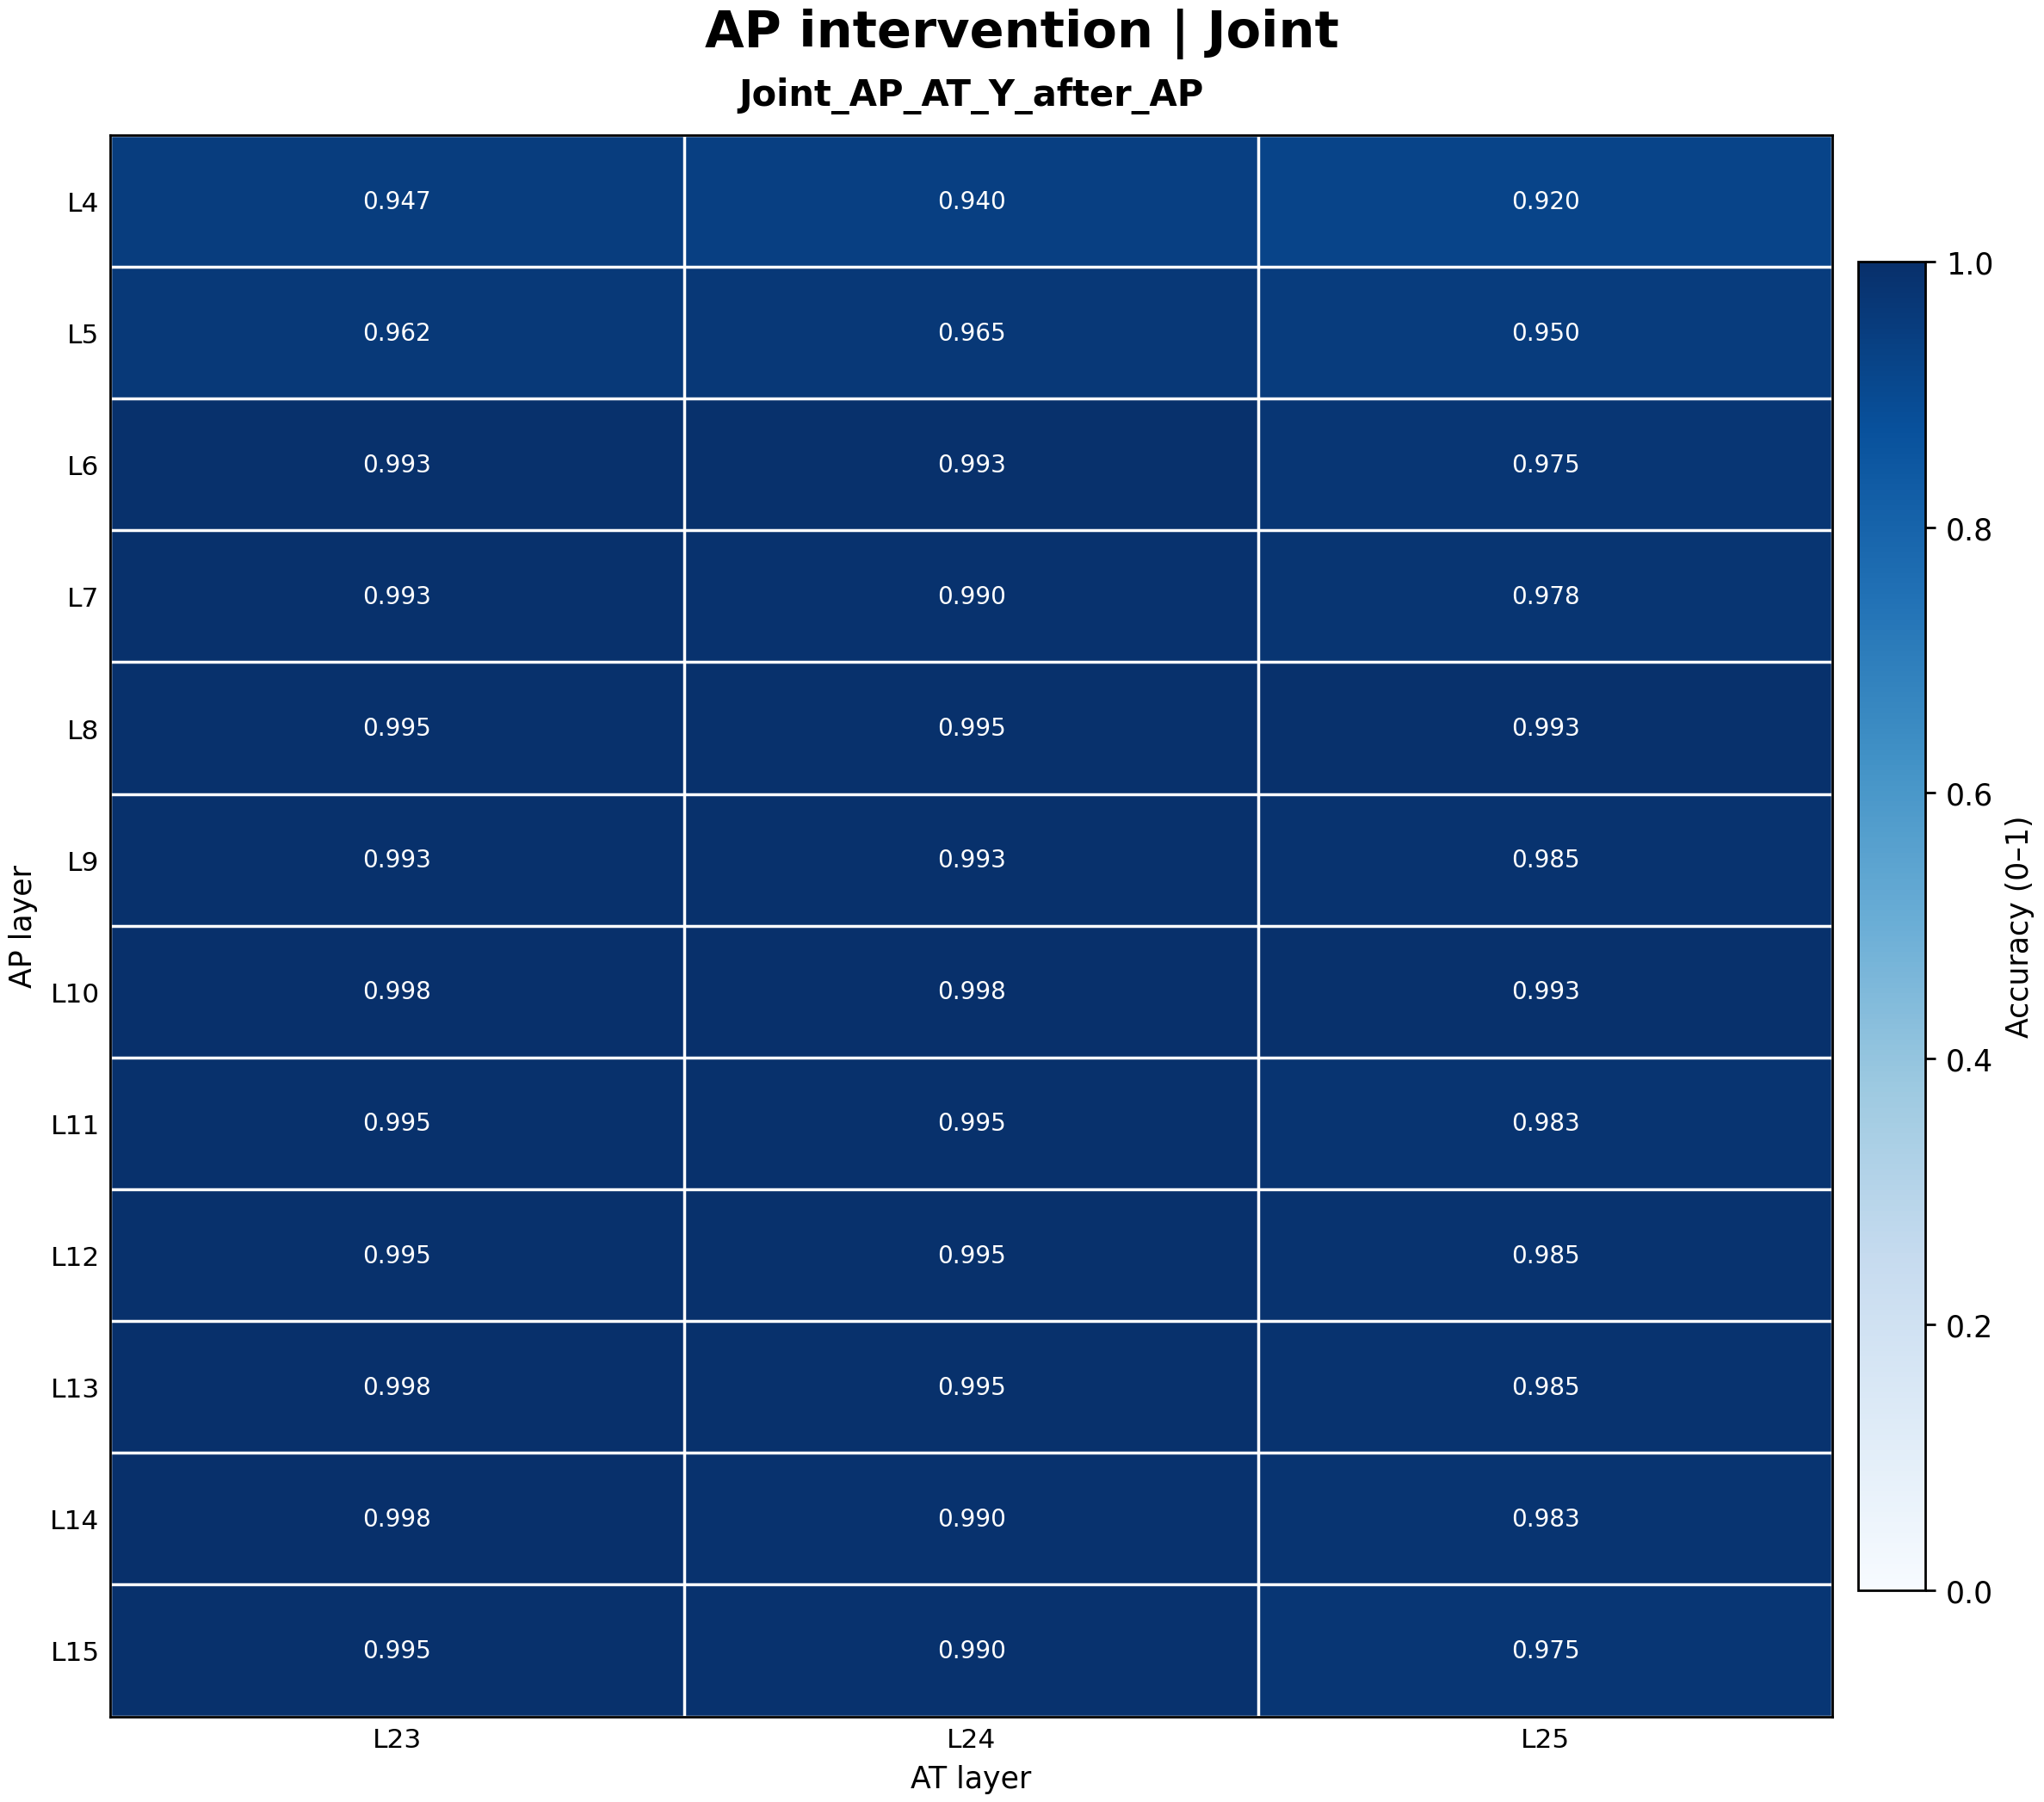 AP intervention | Joint
Joint_AP_AT_Y_after_AP
L4 0.947 0.940 0.920
L5 0.962 0.965 0.950
L6 0.993 0.993 0.975
L7 0.993 0.990 0.978
L8 0.995 0.995 0.993
L9 0.993 0.993 0.985
L10 0.998 0.998 0.993
L11 0.995 0.995 0.983
L12 0.995 0.995 0.985
L13 0.998 0.995 0.985
L14 0.998 0.990 0.983
L15 0.995 0.990 0.975
L23 L24 L25
AT layer
AP layer
1.0
0.8
0.6
0.4
0.2
0.0
Accuracy (0–1)